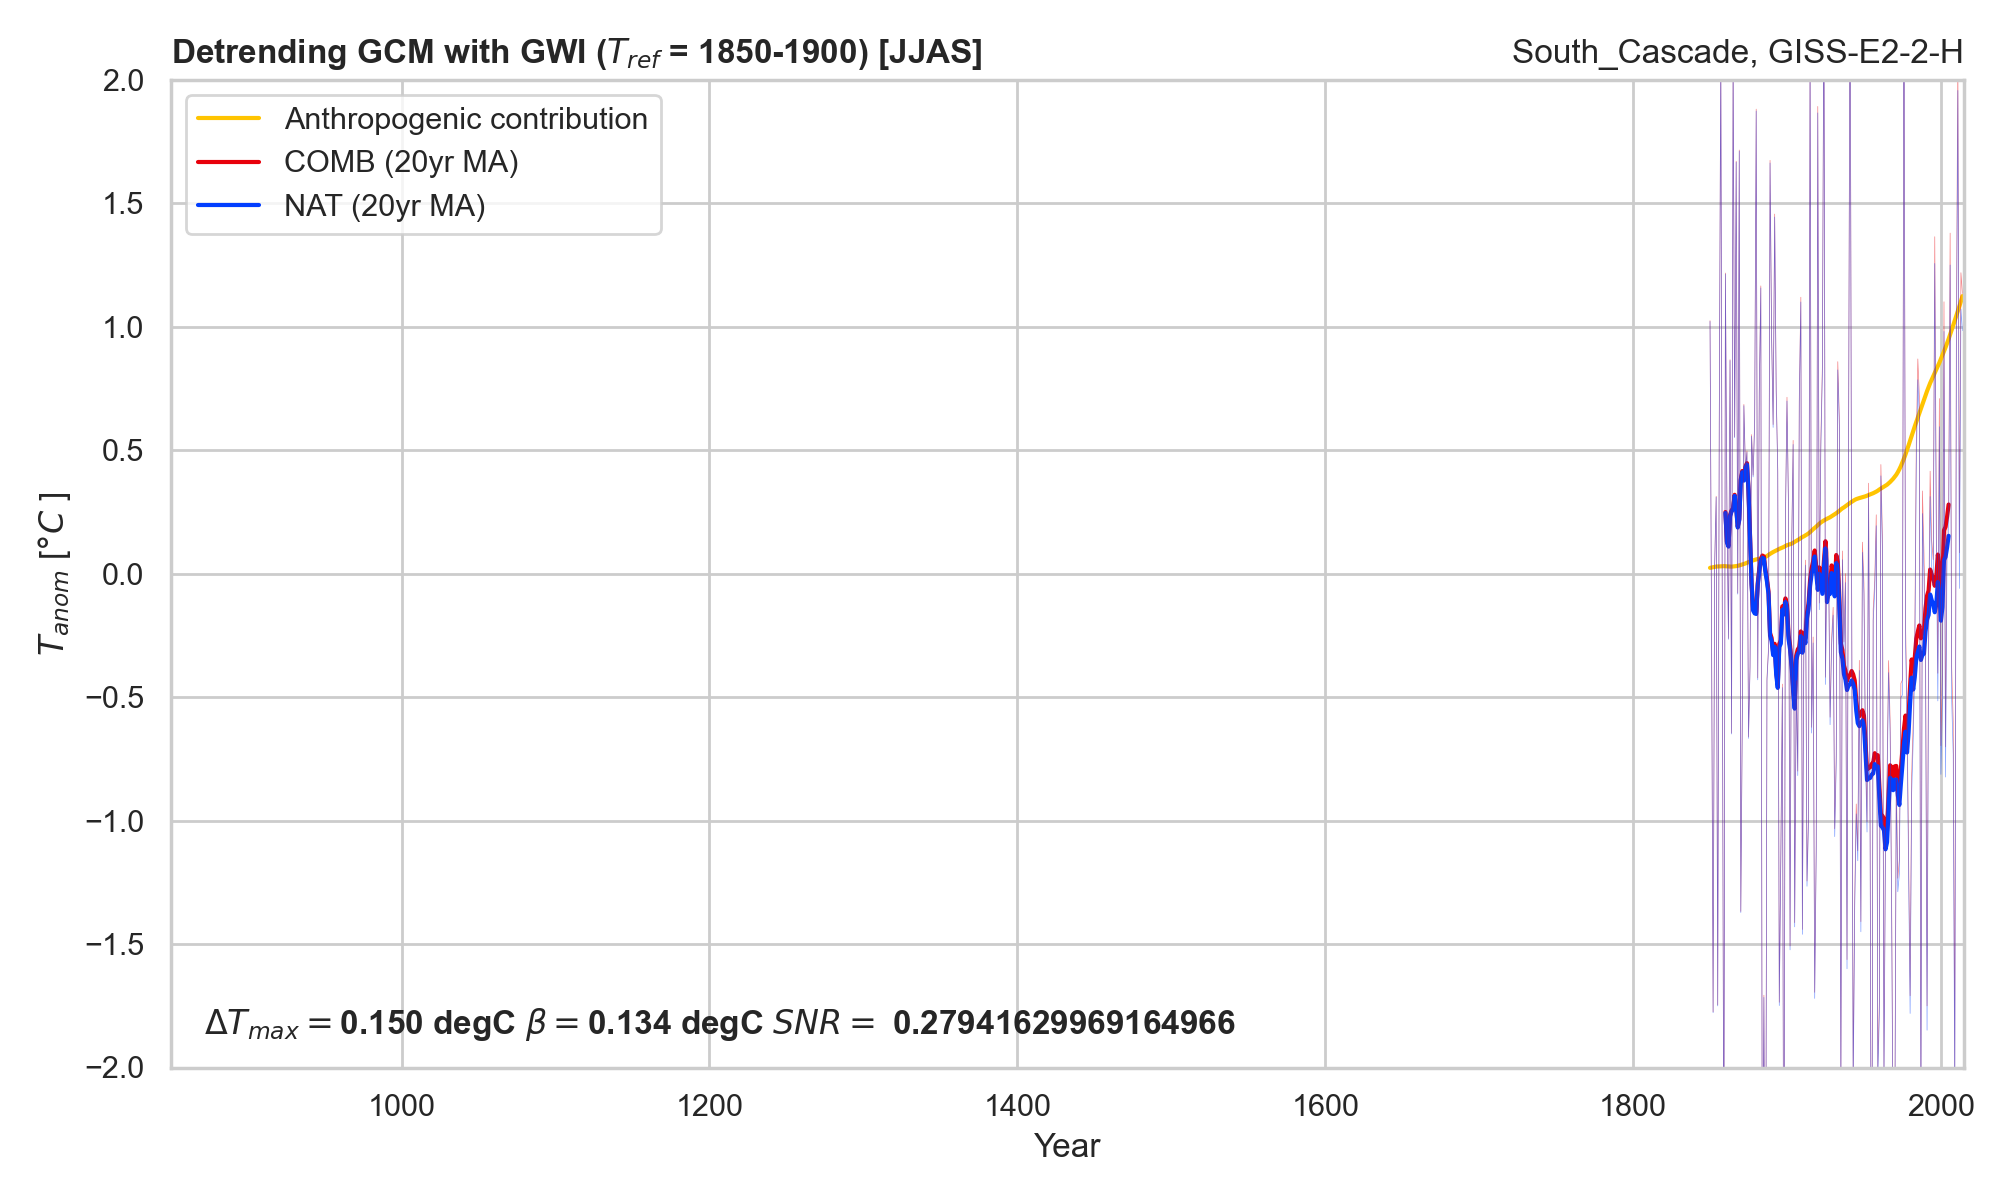 Detrending GCM with GWI (T_ref = 1850-1900) [JJAS]
South_Cascade, GISS-E2-2-H
Anthropogenic contribution
COMB (20yr MA)
NAT (20yr MA)
2.0
1.5
1.0
0.5
0.0
−0.5
−1.0
−1.5
−2.0
T_anom [°C ]
ΔT_max = 0.150 degC β = 0.134 degC SNR = 0.27941629969164966
1000 1200 1400 1600 1800 2000
Year